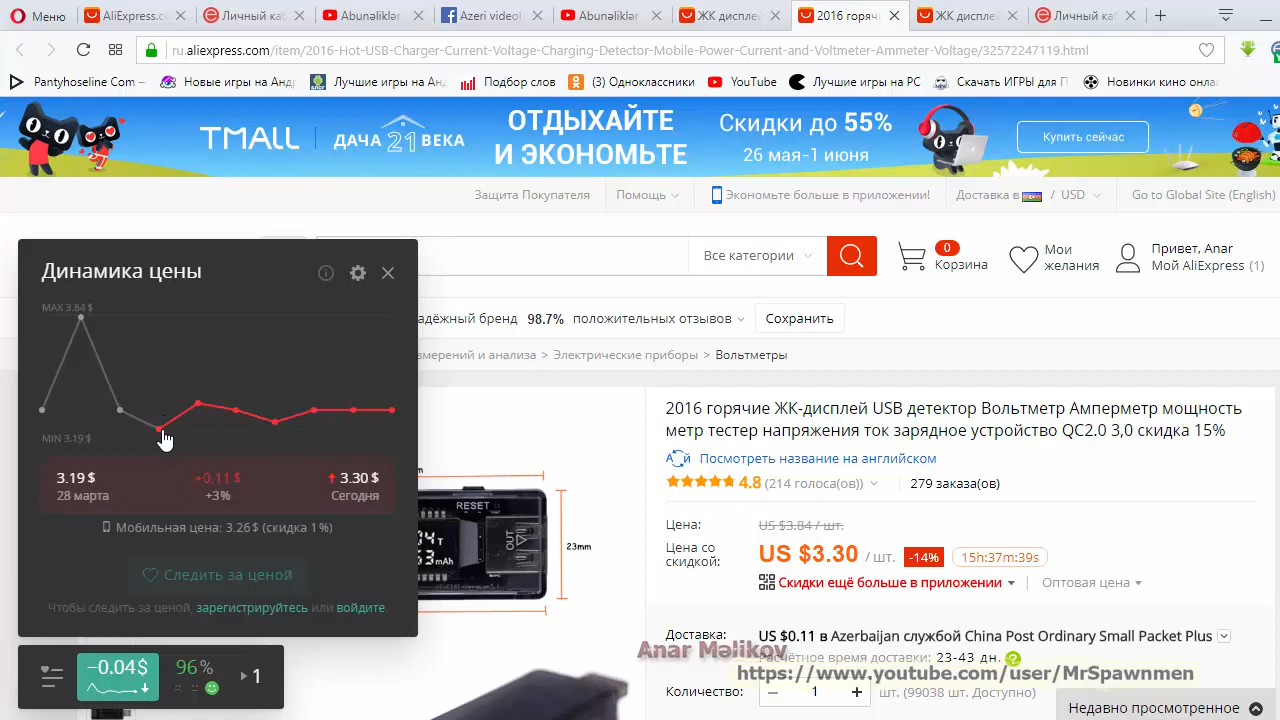 Меню
AliExpress.c
Личный каб
Abunəliklər
Azeri videol
Abunəliklər
ЖК дисплe
2016 горяч
ЖК дисплe
Личный каб
ru.aliexpress.com/item/2016-Hot-USB-Charger-Current-Voltage-Charging-Detector-Mobile-Power-Current-and-Voltmeter-Ammeter-Voltage/32572247119.html
Pantyhoseline Com
Новые игры на Анд
Лучшие игры на Анд
Подбор слов
(3) Одноклассники
YouTube
Лучшие игры на РС
Скачать ИГРЫ для П
Новинки кино онла
TMALL
ДАЧА 21 ВЕКА
ОТДЫХАЙТЕ
И ЭКОНОМЬТЕ
Скидки до 55%
26 мая-1 июня
Купить сейчас
Защита Покупателя
Помощь
Экономьте больше в приложении!
Доставка в / USD
Go to Global Site (English)
Все категории
0
Корзина
Мои
желания
Привет, Anar
Мой AliExpress (1)
Динамика цены
MAX 3.84 $
MIN 3.19 $
3.19 $ +0.11 $ 3.30 $
28 марта +3% Сегодня
Мобильная цена: 3.26 $ (скидка 1%)
Следить за ценой
Чтобы следить за ценой, зарегистрируйтесь или войдите.
−0.04$
96%
1
адёжный бренд 98.7% положительных отзывов
Сохранить
змерений и анализа > Электрические приборы > Вольтметры
2016 горячие ЖК-дисплей USB детектор Вольтметр Амперметр мощность
метр тестер напряжения ток зарядное устройство QC2.0 3,0 скидка 15%
Посмотреть название на английском
4.8 (214 голоса(ов)) 279 заказа(ов)
RESET
OUT
mAh
23mm
Цена: US $3.84 / шт.
Цена со
скидкой:
US $3.30 / шт. -14% 15h:37m:39s
Скидки ещё больше в приложении
Оптовая цена
Доставка: US $0.11 в Azerbaijan службой China Post Ordinary Small Packet Plus
Расчётное время доставки: 23-43 дн.
Anar Məlikov
https://www.youtube.com/user/MrSpawnmen
Количество: 1 шт. (99038 шт. Доступно)
Недавно просмотренное